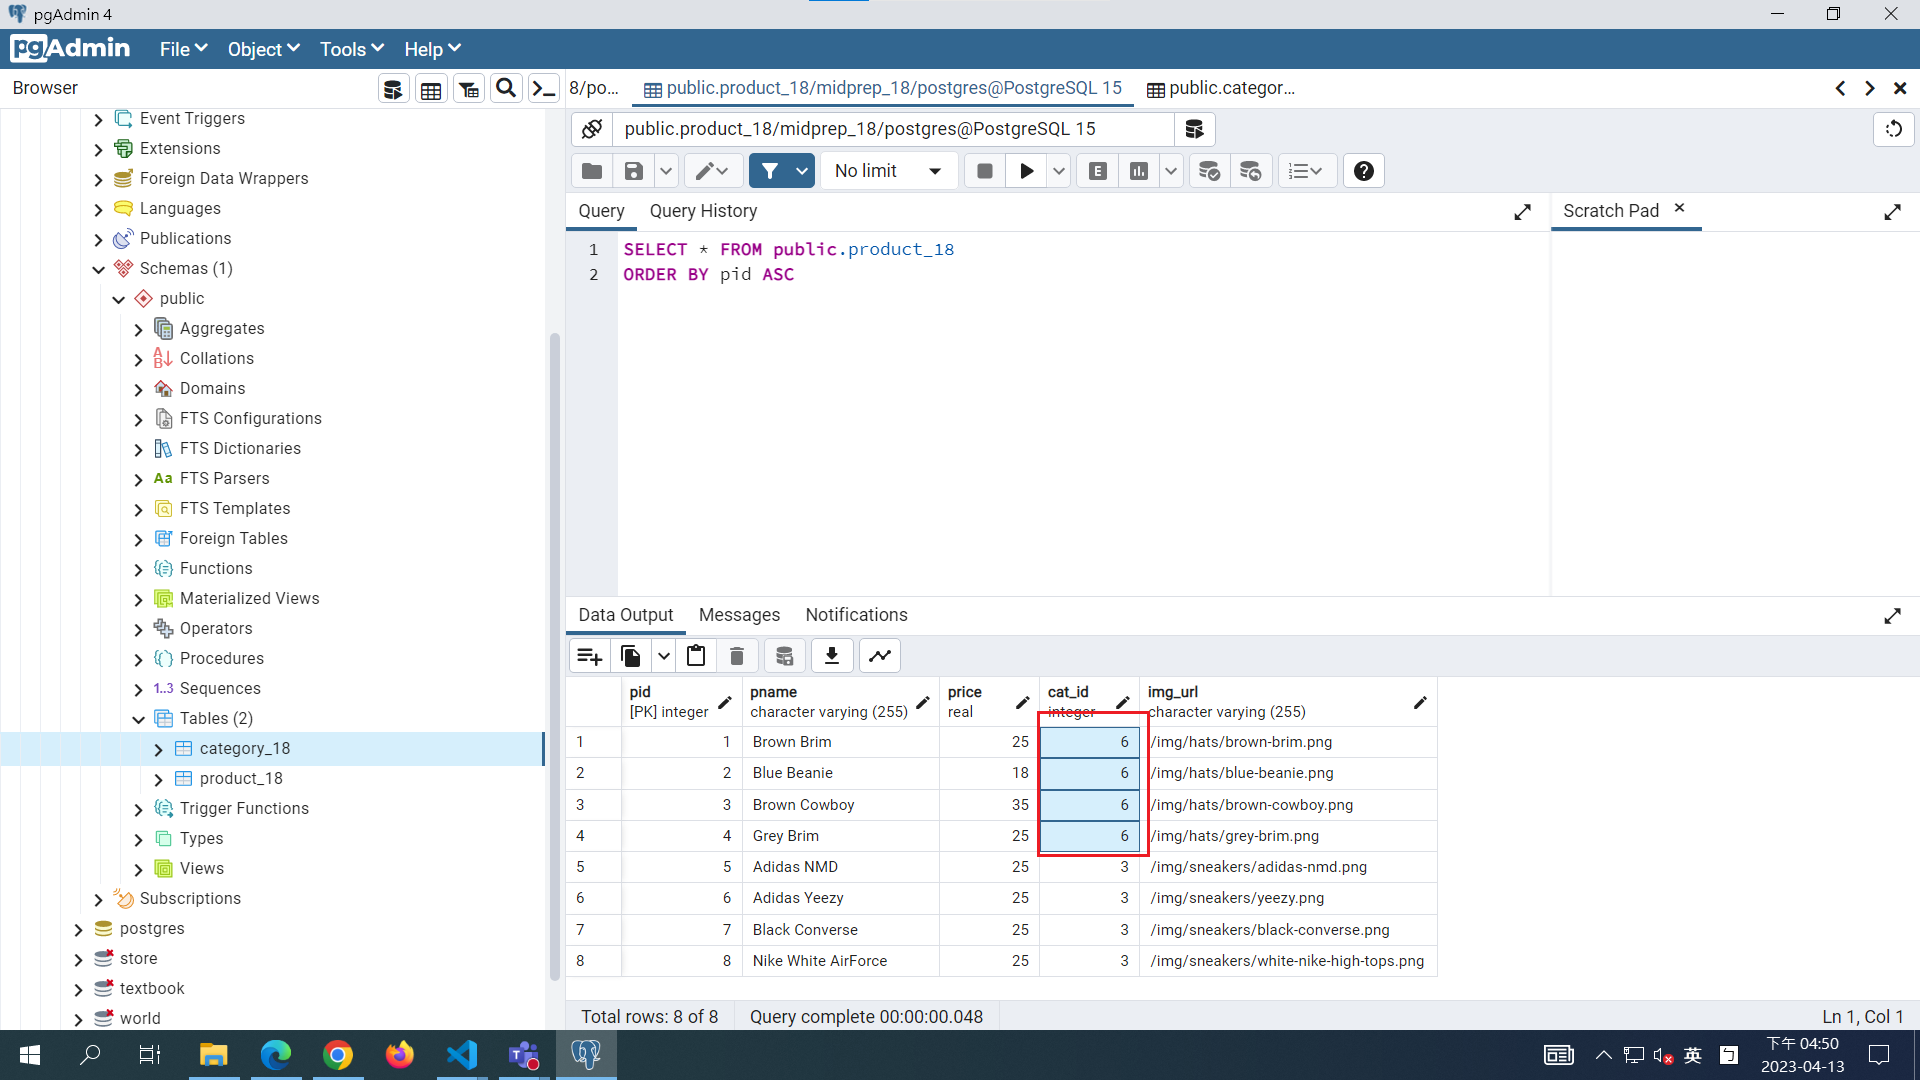 pgAdmin 4
pgAdmin File Object Tools Help
Browser
8/po... public.product_18/midprep_18/postgres@PostgreSQL 15 public.categor...
Event Triggers
Extensions
Foreign Data Wrappers
Languages
Publications
Schemas (1)
public
Aggregates
Collations
Domains
FTS Configurations
FTS Dictionaries
Aa FTS Parsers
FTS Templates
Foreign Tables
Functions
Materialized Views
Operators
Procedures
1..3 Sequences
Tables (2)
category_18
product_18
Trigger Functions
Types
Views
Subscriptions
postgres
store
textbook
world
public.product_18/midprep_18/postgres@PostgreSQL 15
No limit
E
Query Query History
Scratch Pad
1 SELECT * FROM public.product_18
2 ORDER BY pid ASC
Data Output Messages Notifications
pid pname price cat_id img_url
[PK] integer character varying (255) real integer character varying (255)
1 1 Brown Brim 25 6 /img/hats/brown-brim.png
2 2 Blue Beanie 18 6 /img/hats/blue-beanie.png
3 3 Brown Cowboy 35 6 /img/hats/brown-cowboy.png
4 4 Grey Brim 25 6 /img/hats/grey-brim.png
5 5 Adidas NMD 25 3 /img/sneakers/adidas-nmd.png
6 6 Adidas Yeezy 25 3 /img/sneakers/yeezy.png
7 7 Black Converse 25 3 /img/sneakers/black-converse.png
8 8 Nike White AirForce 25 3 /img/sneakers/white-nike-high-tops.png
Total rows: 8 of 8 Query complete 00:00:00.048 Ln 1, Col 1
英 ㄅ
下午 04:50
2023-04-13